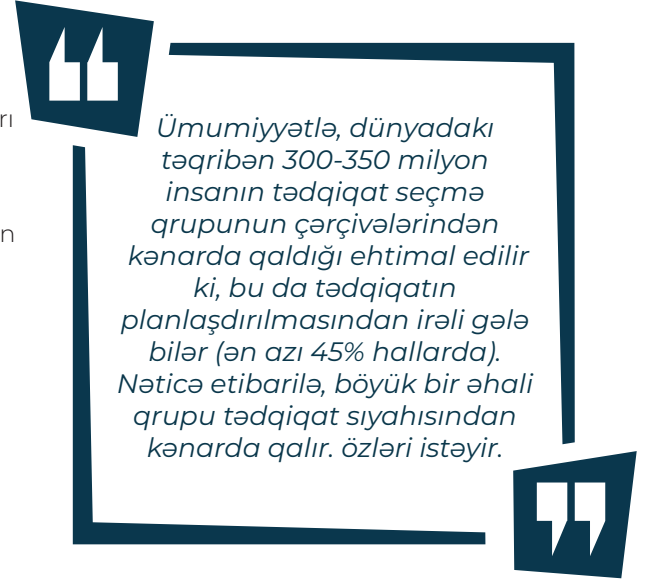 rı
n
Ümumiyyətlə, dünyadakı
təqribən 300-350 milyon
insanın tədqiqat seçmə
qrupunun çərçivələrindən
kənarda qaldığı ehtimal edilir
ki, bu da tədqiqatın
planlaşdırılmasından irəli gələ
bilər (ən azı 45% hallarda).
Nəticə etibarilə, böyük bir əhali
qrupu tədqiqat sıyahısından
kənarda qalır. özləri istəyir.